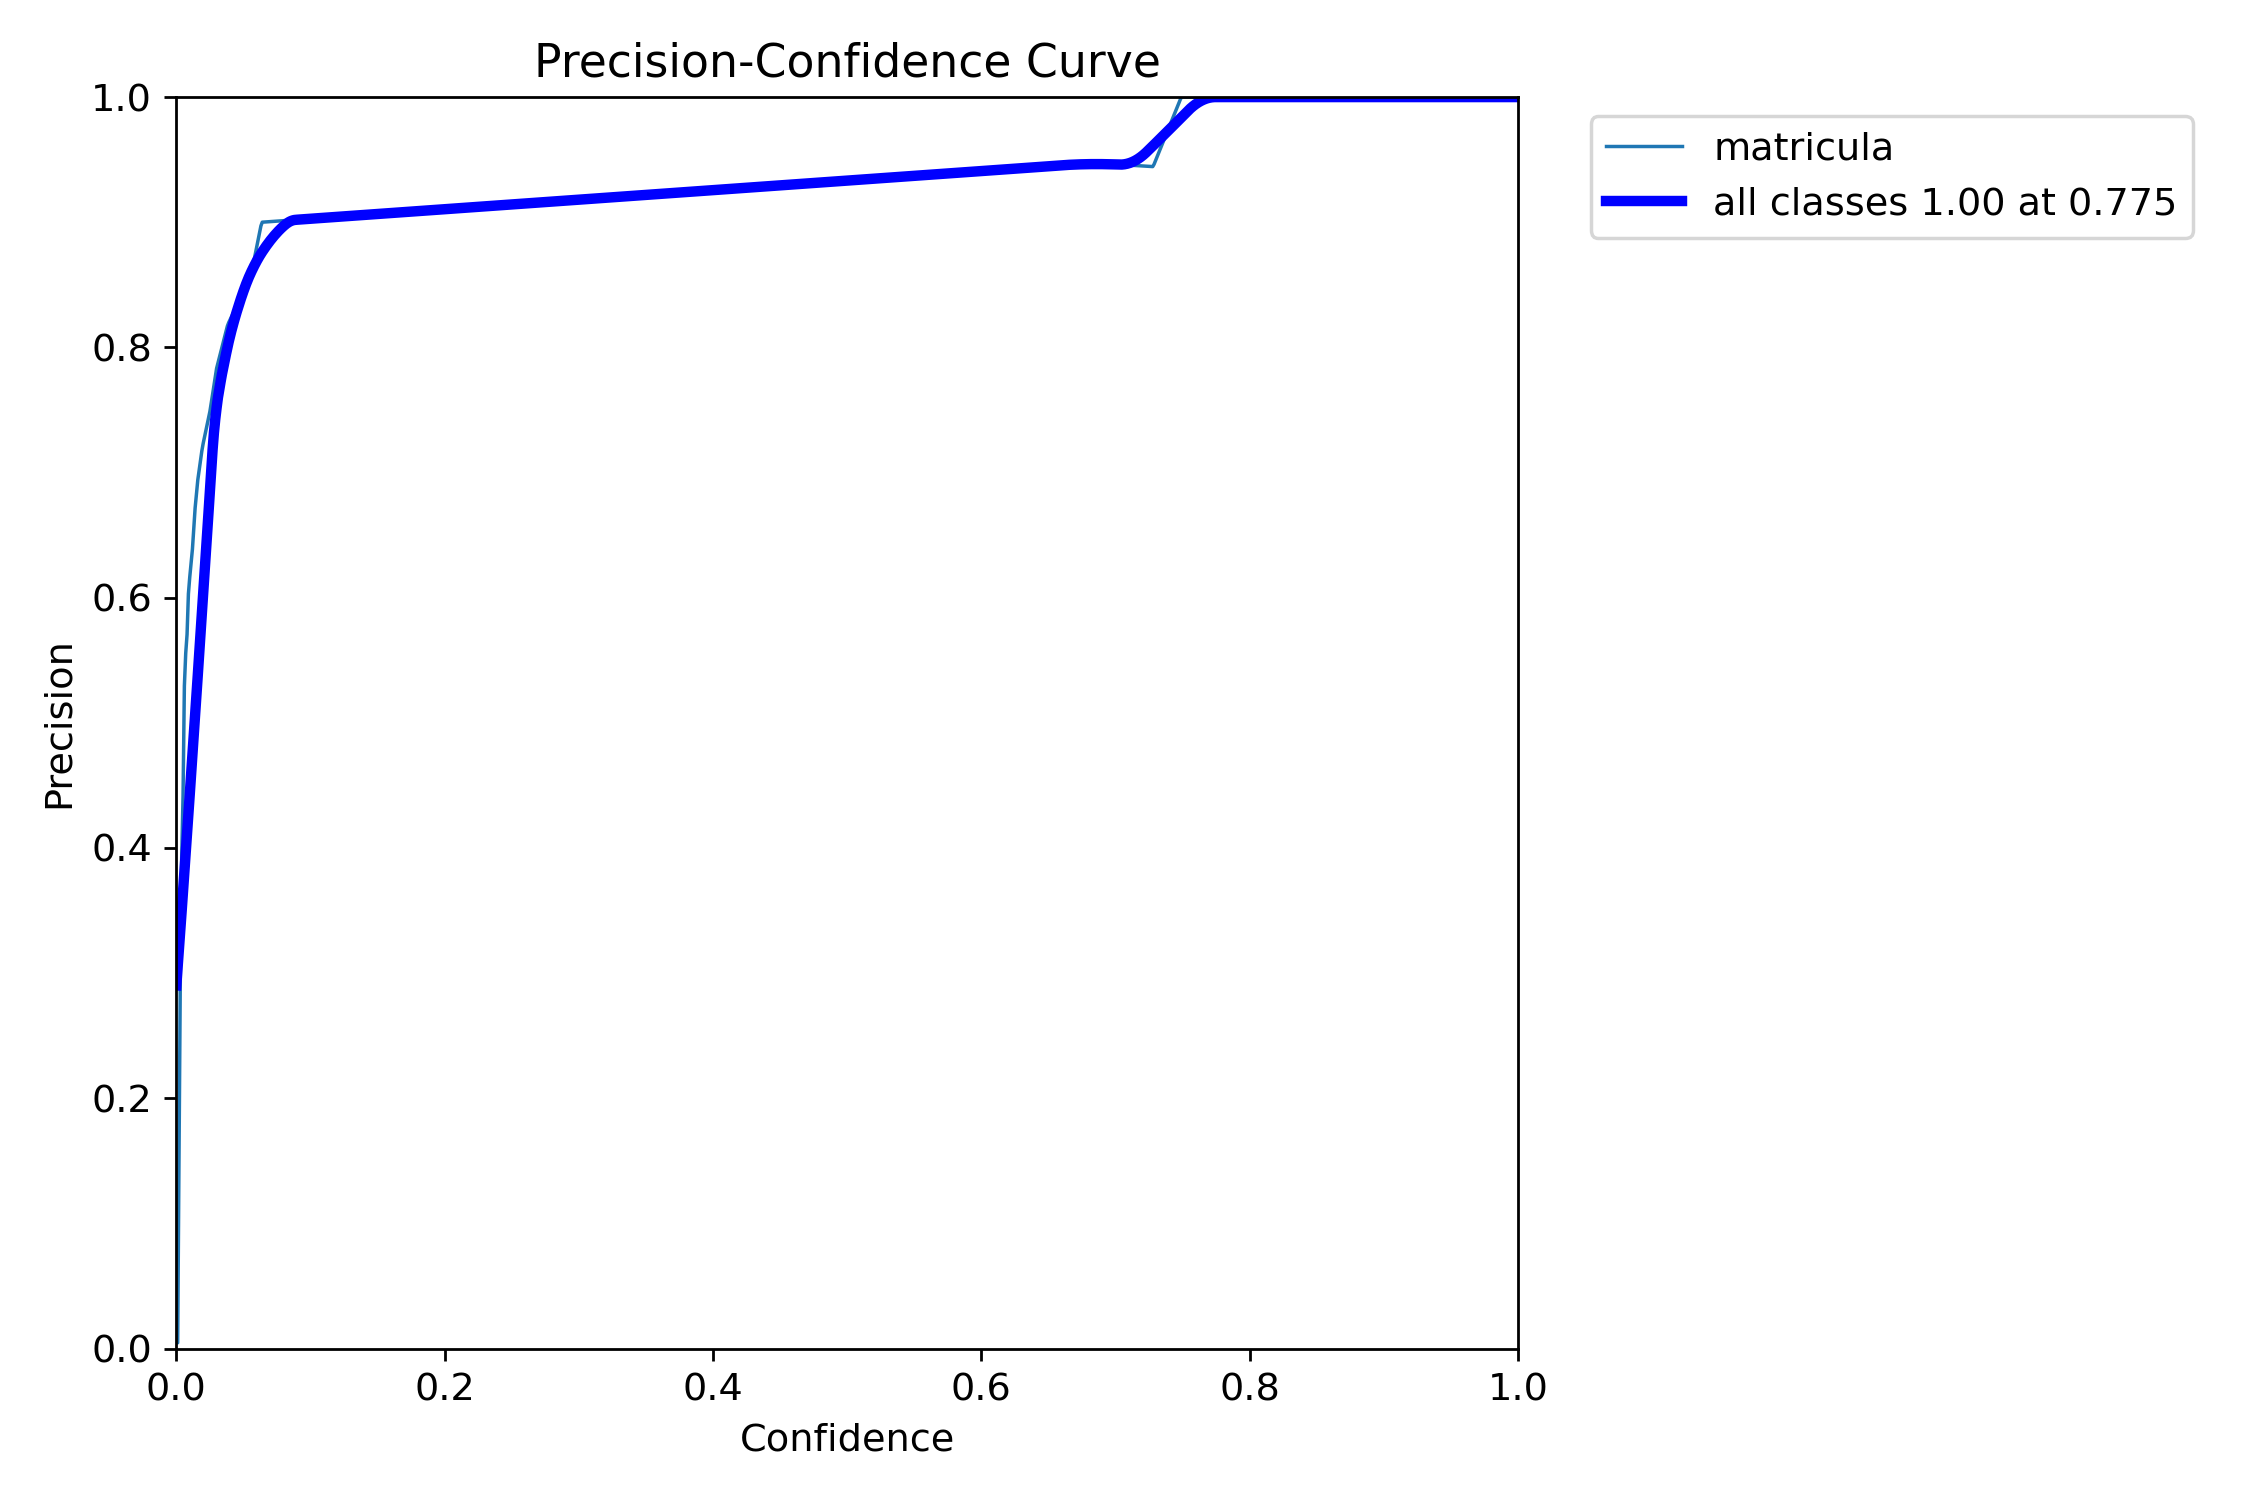 Precision-Confidence Curve
matricula
all classes 1.00 at 0.775
Precision
1.0
0.8
0.6
0.4
0.2
0.0
0.0 0.2 0.4 0.6 0.8 1.0
Confidence